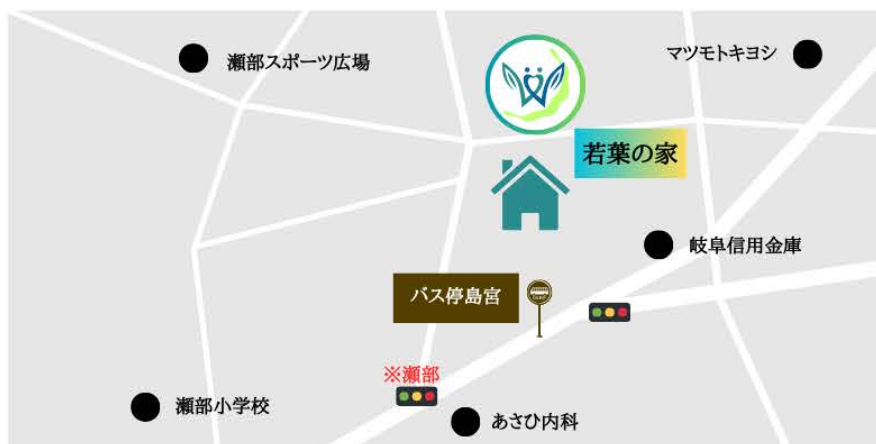 マツモトキヨシ
瀬部スポーツ広場
若葉の家
岐阜信用金庫
バス停島宮
※瀬部
瀬部小学校
あさひ内科